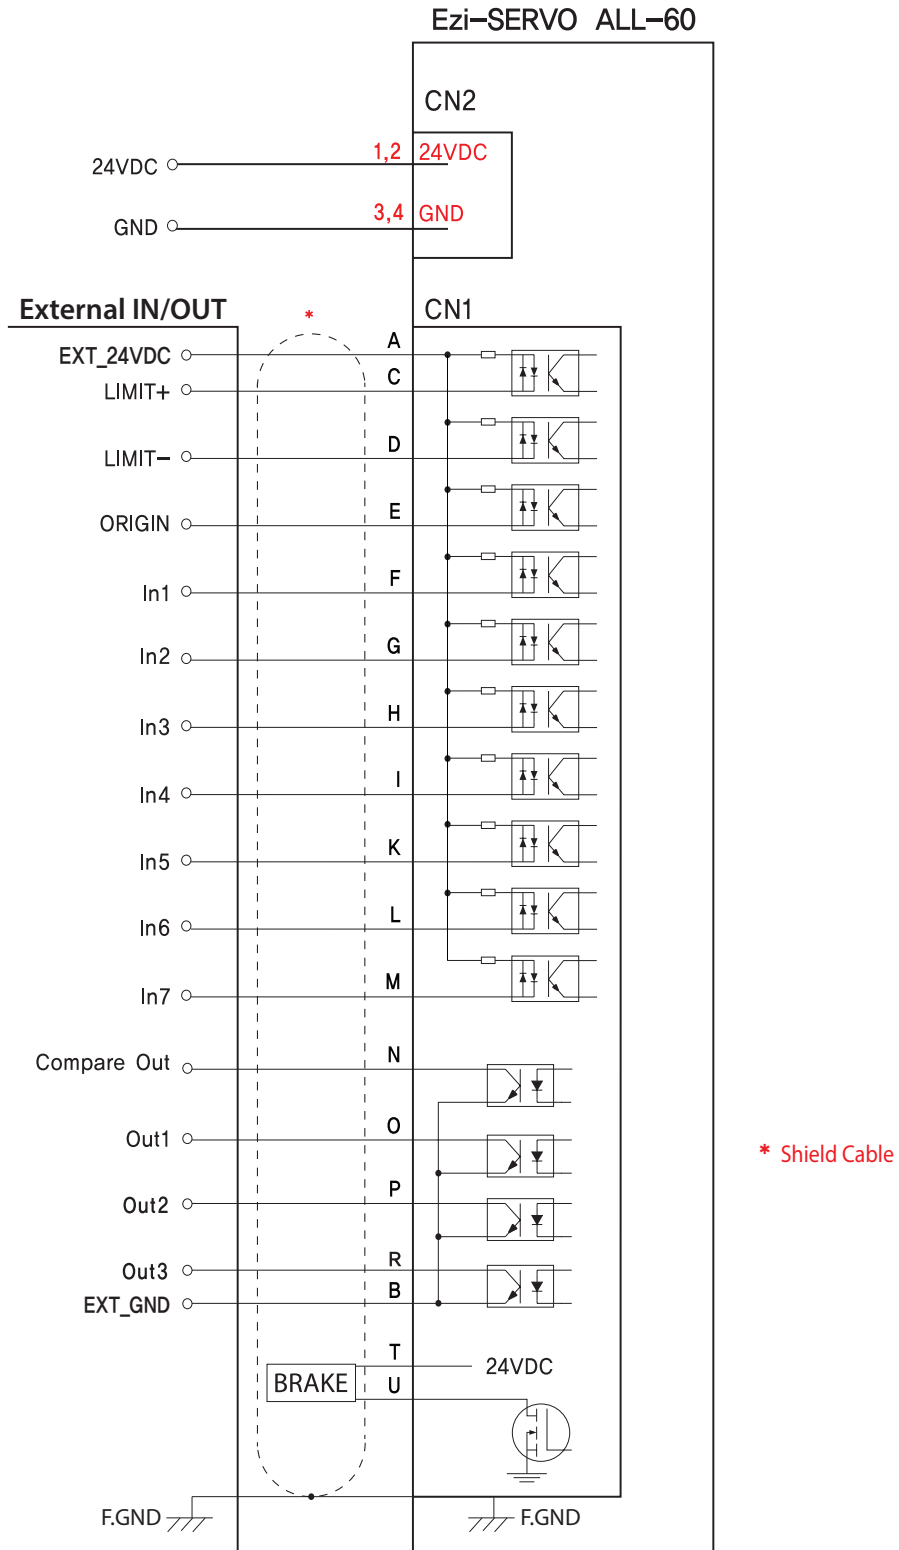 Ezi-SERVO ALL-60
CN2
24VDC 1,2 24VDC
GND 3,4 GND
External IN/OUT * CN1
EXT_24VDC A
LIMIT+ C
LIMIT- D
ORIGIN E
In1 F
In2 G
In3 H
In4 I
In5 K
In6 L
In7 M
Compare Out N
Out1 O
* Shield Cable
Out2 P
Out3 R
EXT_GND B
T 24VDC
BRAKE U
F.GND F.GND